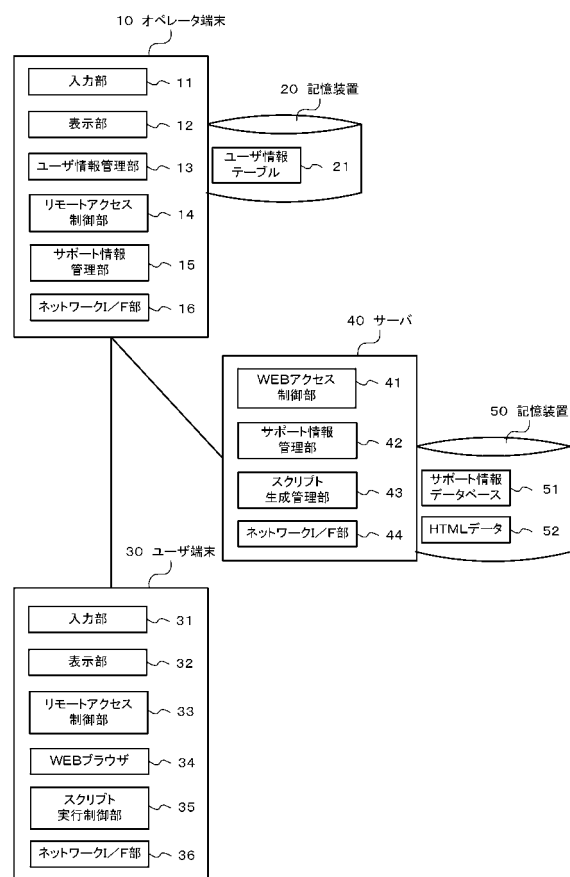 10 オペレータ端末
入力部 11
表示部 12
ユーザ情報管理部 13
リモートアクセス
制御部 14
サポート情報
管理部 15
ネットワークI/F部 16
20 記憶装置
ユーザ情報
テーブル 21
40 サーバ
WEBアクセス
制御部 41
サポート情報
管理部 42
スクリプト
生成管理部 43
ネットワークI/F部 44
50 記憶装置
サポート情報
データベース 51
HTMLデータ 52
30 ユーザ端末
入力部 31
表示部 32
リモートアクセス
制御部 33
WEBブラウザ 34
スクリプト
実行制御部 35
ネットワークI/F部 36